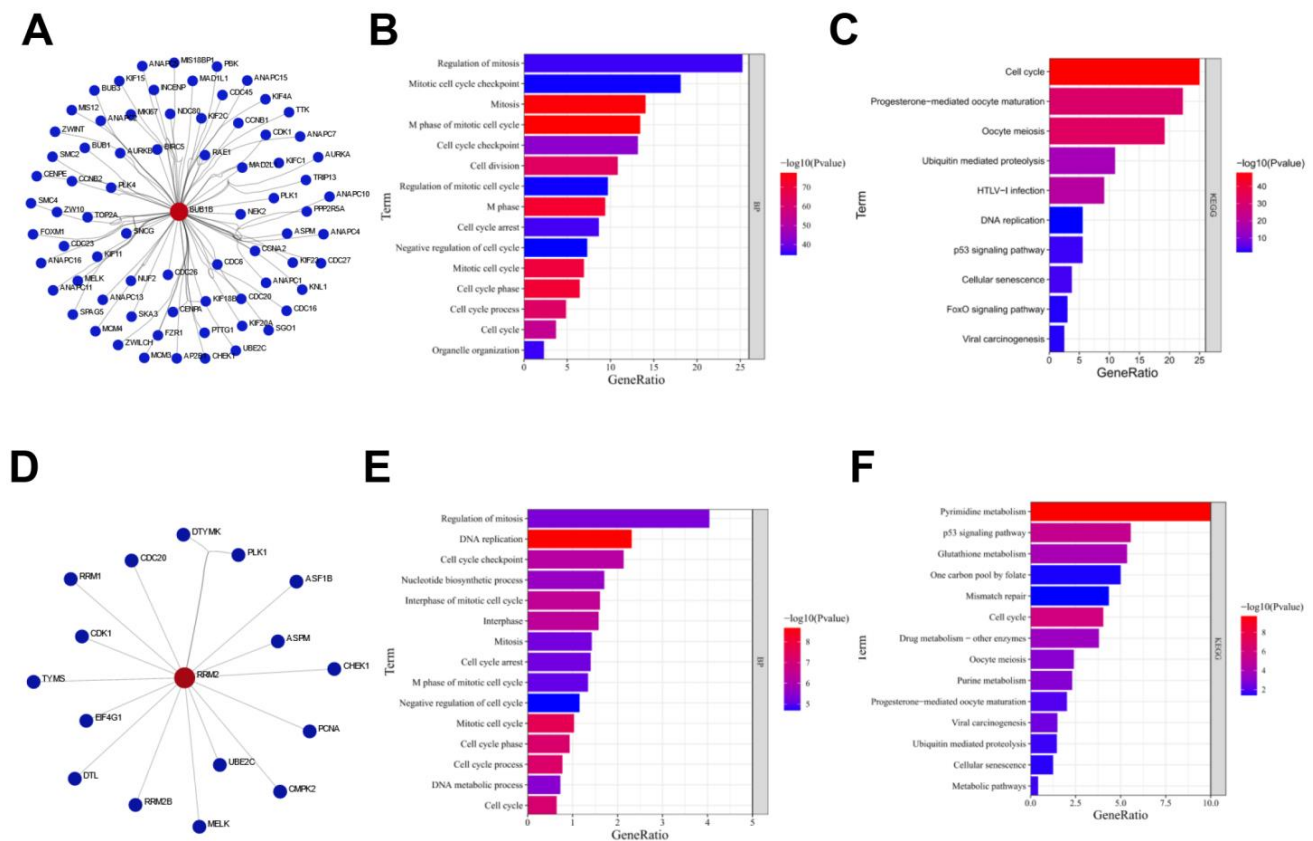 A
ANAPC5
MIS18BP1
PBK
KIF15
MAD1L1
ANAPC15
BUB3
INCENP
CDC45
MIS12
MKI67
NDC80
KIF2C
KIF4A
TTK
ANAPC2
CCNB1
ZWINT
CDK1
ANAPC7
BUB1
AURKB
BIRC5
RAE1
SMC2
MAD2L1
KIFC1
AURKA
CENPE
CCNB2
PLK4
TRIP13
SMC4
PLK1
ANAPC10
ZW10
TOP2A
BUB1B
NEK2
PPP2R5A
FOXM1
SNCG
ASPM
ANAPC4
CDC23
CCNA2
ANAPC16
KIF11
CDC6
KIF23
CDC27
MELK
NUF2
CDC26
ANAPC1
KNL1
ANAPC11
ANAPC13
KIF18B
CDC20
SPAG5
SKA3
CENPA
CDC16
MCM4
FZR1
PTTG1
KIF20A
SGO1
ZWILCH
UBE2C
MCM3
CHEK1
B
Regulation of mitosis
Mitotic cell cycle checkpoint
Mitosis
M phase of mitotic cell cycle
Cell cycle checkpoint
Cell division
Regulation of mitotic cell cycle
M phase
Cell cycle arrest
Negative regulation of cell cycle
Mitotic cell cycle
Cell cycle phase
Cell cycle process
Cell cycle
Organelle organization
Term
0 5 10 15 20 25
GeneRatio
BP
−log10(Pvalue)
70
60
50
40
C
Cell cycle
Progesterone−mediated oocyte maturation
Oocyte meiosis
Ubiquitin mediated proteolysis
HTLV−I infection
DNA replication
p53 signaling pathway
Cellular senescence
FoxO signaling pathway
Viral carcinogenesis
Term
0 5 10 15 20 25
GeneRatio
KEGG
−log10(Pvalue)
40
30
20
10
D
DTYMK
CDC20
PLK1
RRM1
ASF1B
CDK1
ASPM
TYMS
RRM2
CHEK1
EIF4G1
PCNA
DTL
UBE2C
CMPK2
RRM2B
MELK
E
Regulation of mitosis
DNA replication
Cell cycle checkpoint
Nucleotide biosynthetic process
Interphase of mitotic cell cycle
Interphase
Mitosis
Cell cycle arrest
M phase of mitotic cell cycle
Negative regulation of cell cycle
Mitotic cell cycle
Cell cycle phase
Cell cycle process
DNA metabolic process
Cell cycle
Term
0 1 2 3 4 5
GeneRatio
BP
−log10(Pvalue)
8
7
6
5
F
Pyrimidine metabolism
p53 signaling pathway
Glutathione metabolism
One carbon pool by folate
Mismatch repair
Cell cycle
Drug metabolism − other enzymes
Oocyte meiosis
Purine metabolism
Progesterone−mediated oocyte maturation
Viral carcinogenesis
Ubiquitin mediated proteolysis
Cellular senescence
Metabolic pathways
Term
0.0 2.5 5.0 7.5 10.0
GeneRatio
KEGG
−log10(Pvalue)
8
6
4
2